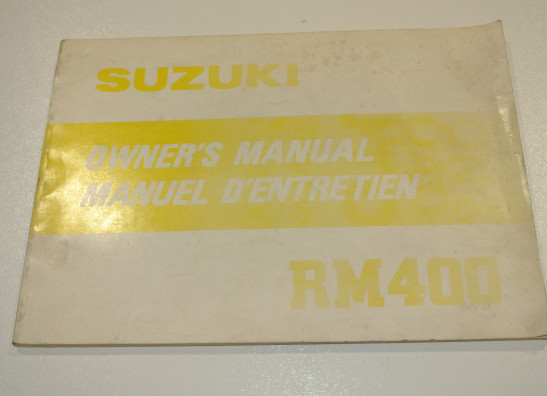 SUZUKI
OWNER'S MANUAL
MANUEL D'ENTRETIEN
RM400